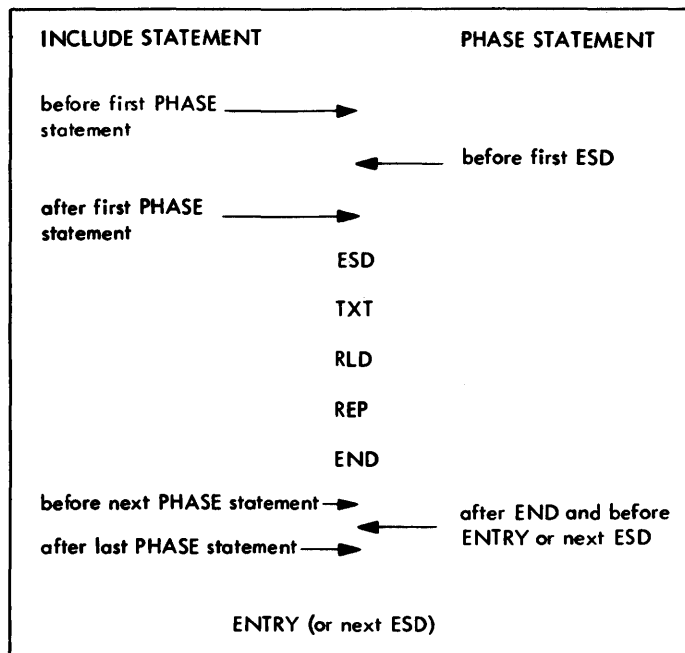 INCLUDE STATEMENT
PHASE STATEMENT
before first PHASE
statement
before first ESD
after first PHASE
statement
ESD
TXT
RLD
REP
END
before next PHASE statement
after END and before
ENTRY or next ESD
after last PHASE statement
ENTRY (or next ESD)